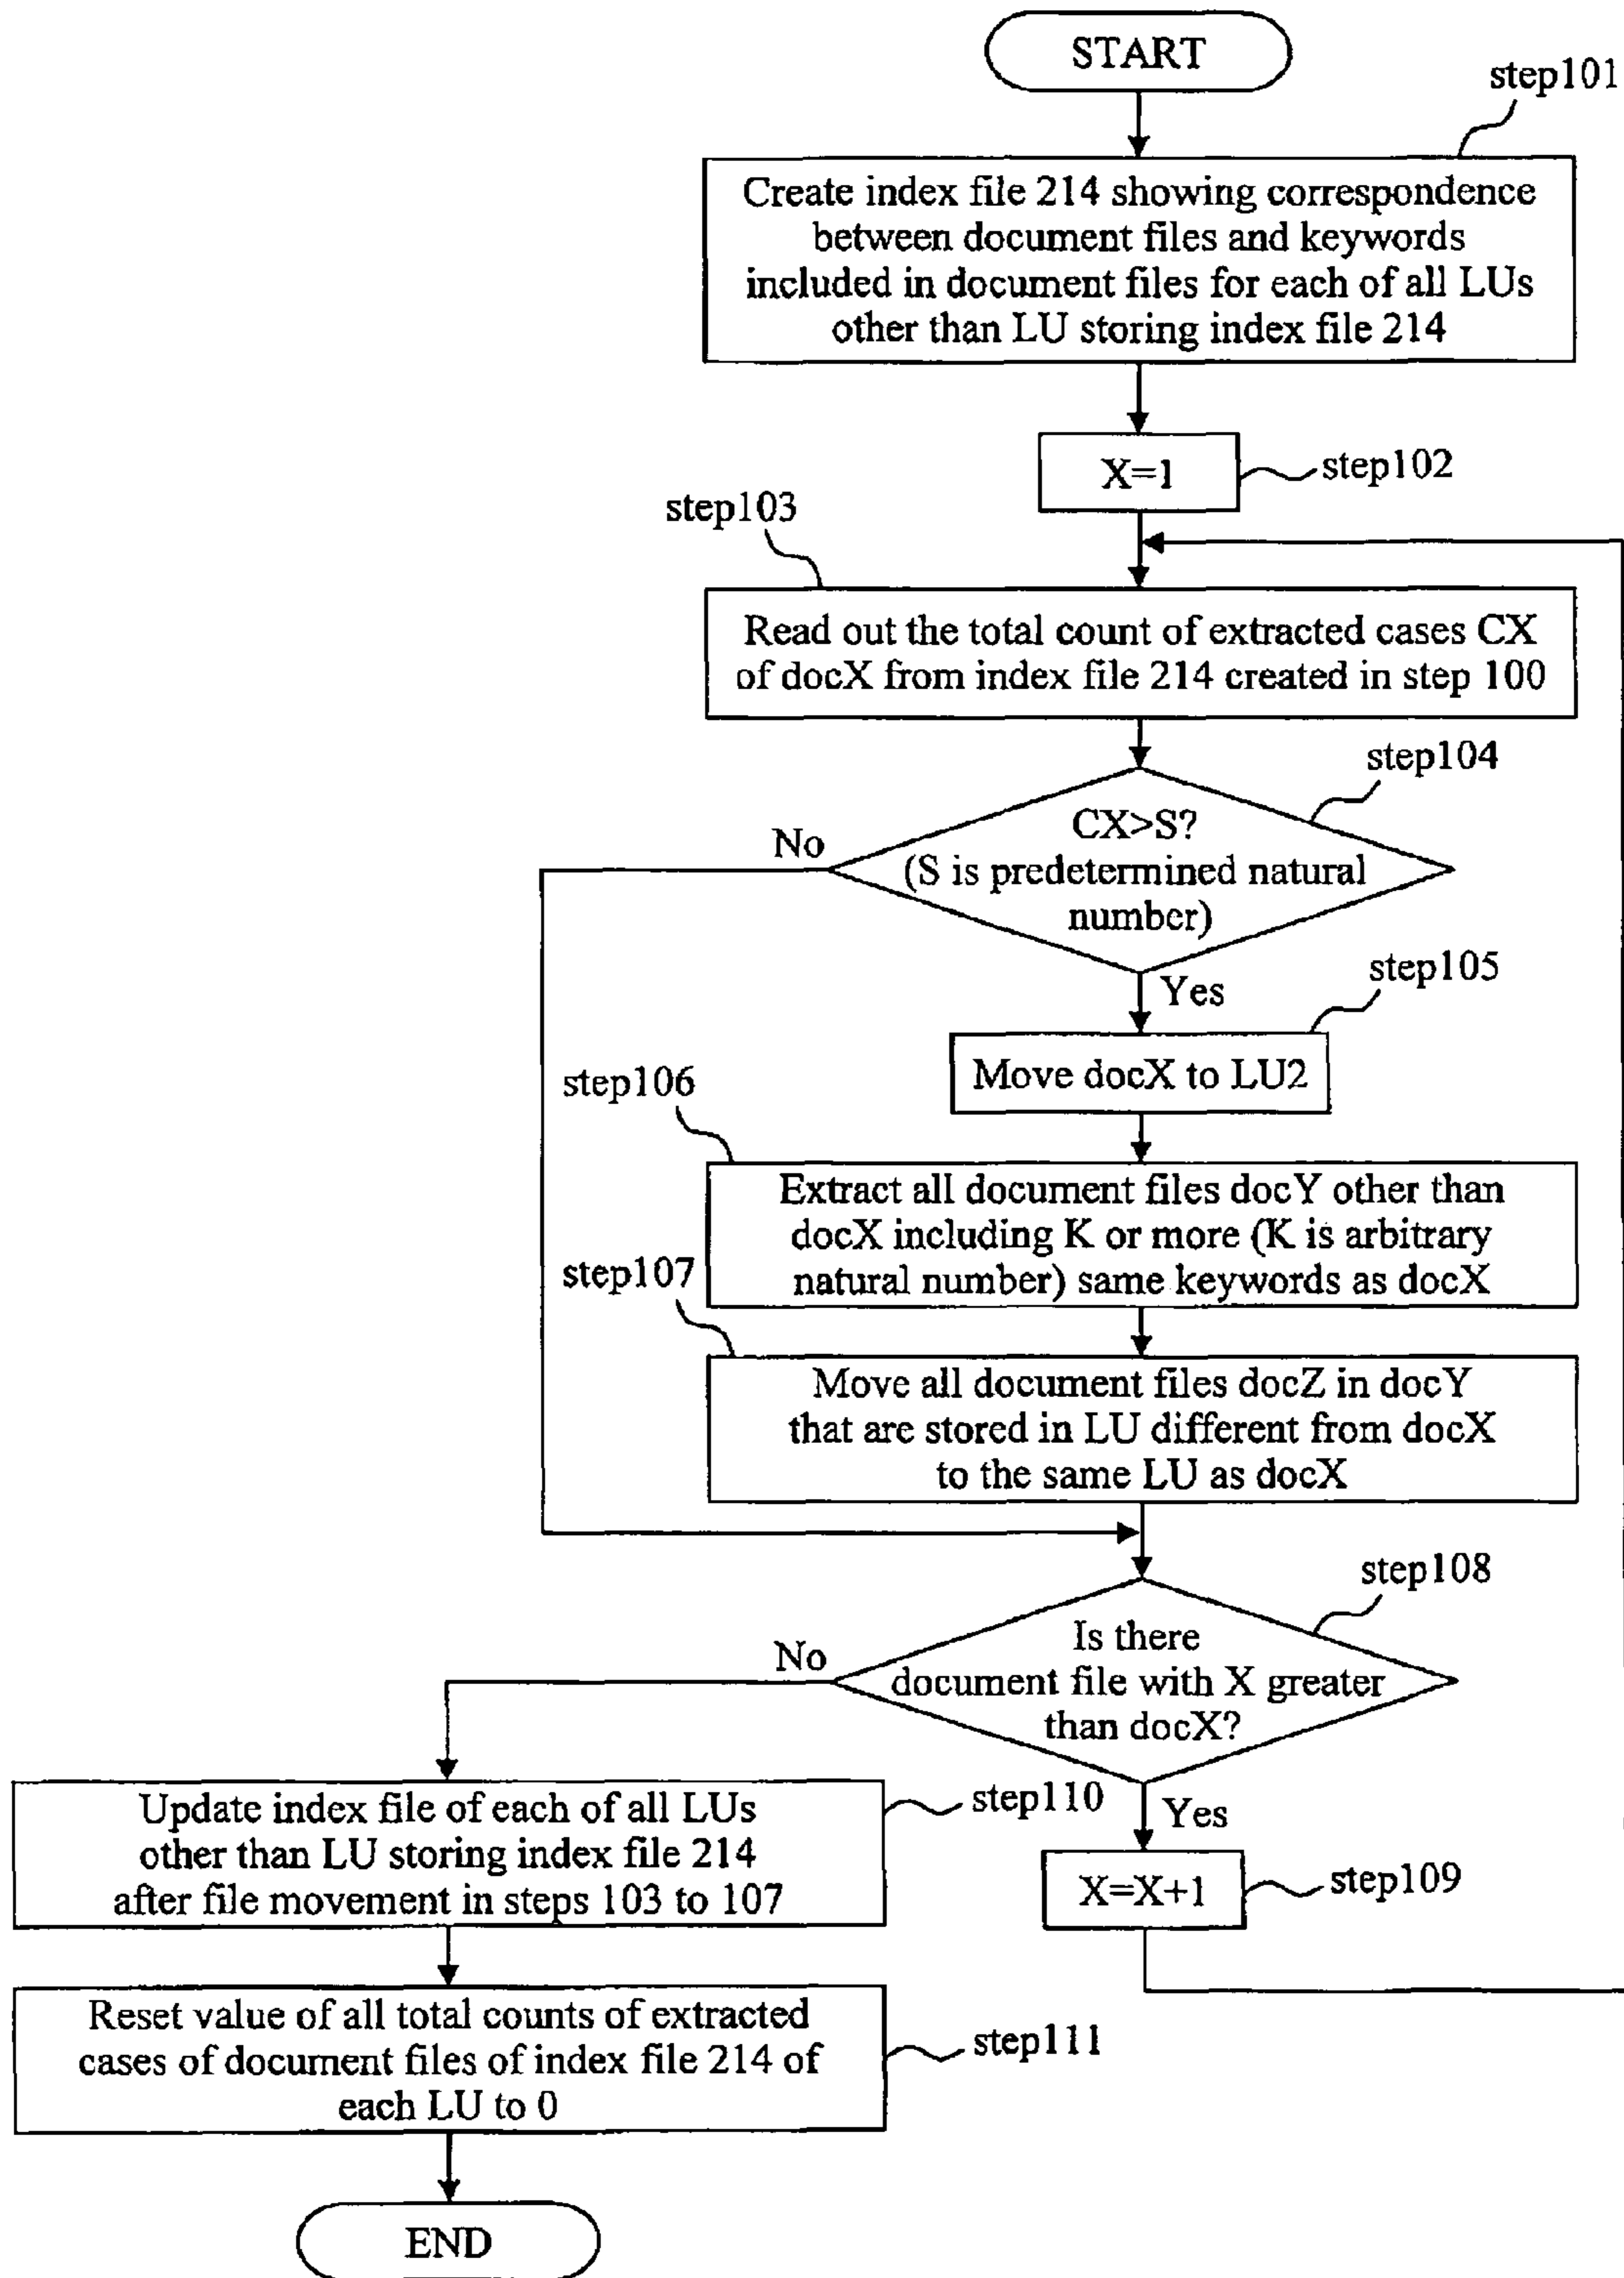 START
step101
Create index file 214 showing correspondence
between document files and keywords
included in document files for each of all LUs
other than LU storing index file 214
X=1
step102
step103
Read out the total count of extracted cases CX
of docX from index file 214 created in step 100
step104
No
CX>S?
(S is predetermined natural
number)
Yes
step105
Move docX to LU2
step106
Extract all document files docY other than
docX including K or more (K is arbitrary
natural number) same keywords as docX
step107
Move all document files docZ in docY
that are stored in LU different from docX
to the same LU as docX
step108
No
Is there
document file with X greater
than docX?
Yes
X=X+1
step109
Update index file of each of all LUs
other than LU storing index file 214
after file movement in steps 103 to 107
step110
Reset value of all total counts of extracted
cases of document files of index file 214 of
each LU to 0
step111
END